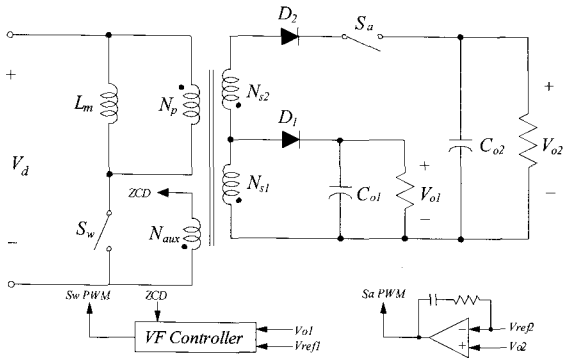 D2
Sa
+
Lm
Np
Ns2
D1
+
Vd
Co2
Vo2
ZCD
Ns1
Co1
+
Vo1
−
−
Sw
Naux
−
Sw PWM
ZCD
Sa PWM
VF Controller
Vo1
Vref1
−
+
Vref2
Vo2